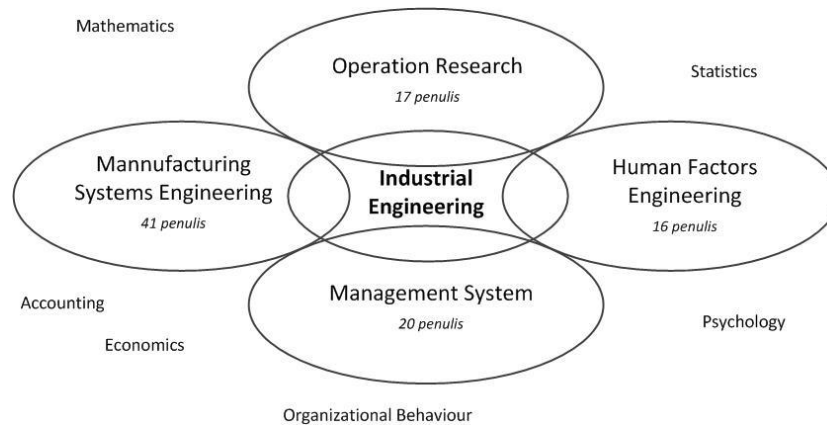 Mathematics
Operation Research
17 penulis
Statistics
Mannufacturing
Systems Engineering
41 penulis
Industrial
Engineering
Human Factors
Engineering
16 penulis
Management System
20 penulis
Accounting
Economics
Psychology
Organizational Behaviour